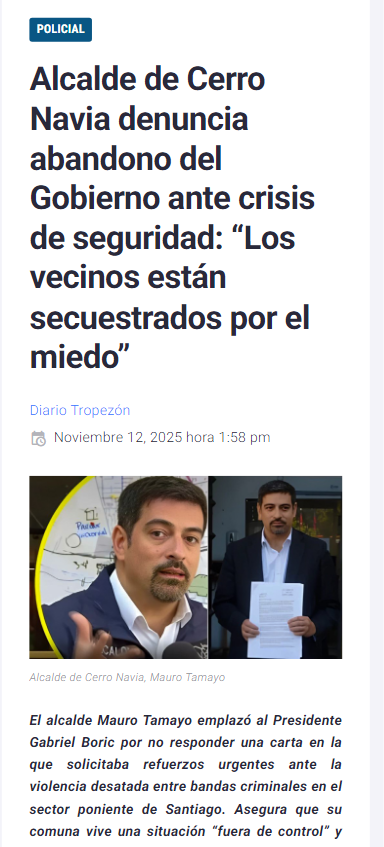 POLICIAL
Alcalde de Cerro
Navia denuncia
abandono del
Gobierno ante crisis
de seguridad: “Los
vecinos están
secuestrados por el
miedo”
Diario Tropezón
Noviembre 12, 2025 hora 1:58 pm
Alcalde de Cerro Navia, Mauro Tamayo
El alcalde Mauro Tamayo emplazó al Presidente
Gabriel Boric por no responder una carta en la
que solicitaba refuerzos urgentes ante la
violencia desatada entre bandas criminales en el
sector poniente de Santiago. Asegura que su
comuna vive una situación “fuera de control” y